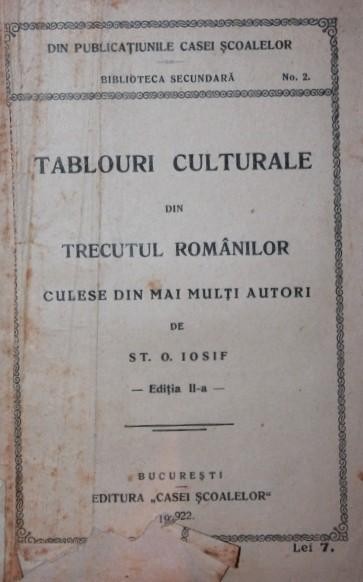 DIN PUBLICAȚIUNILE CASEI ȘCOALELOR
BIBLIOTECA SECUNDARĂ No. 2.
TABLOURI CULTURALE
DIN
TRECUTUL ROMÂNILOR
CULESE DIN MAI MULȚI AUTORI
DE
ST. O. IOSIF
— Ediția II-a —
BUCUREȘTI
EDITURA „CASEI ȘCOALELOR"
1922.
Lei 7.